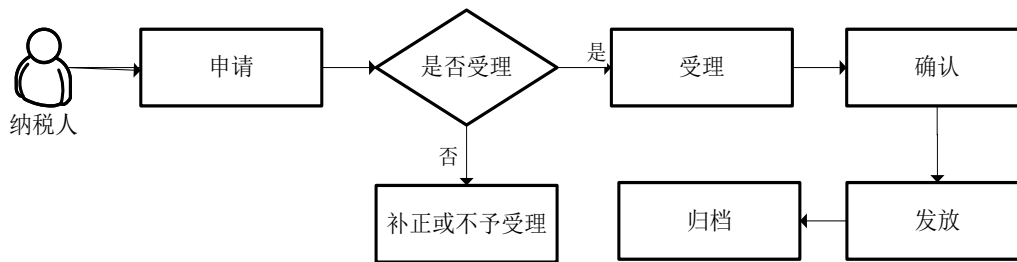 纳税人
申请
是否受理
是
受理
确认
否
补正或不予受理
归档
发放